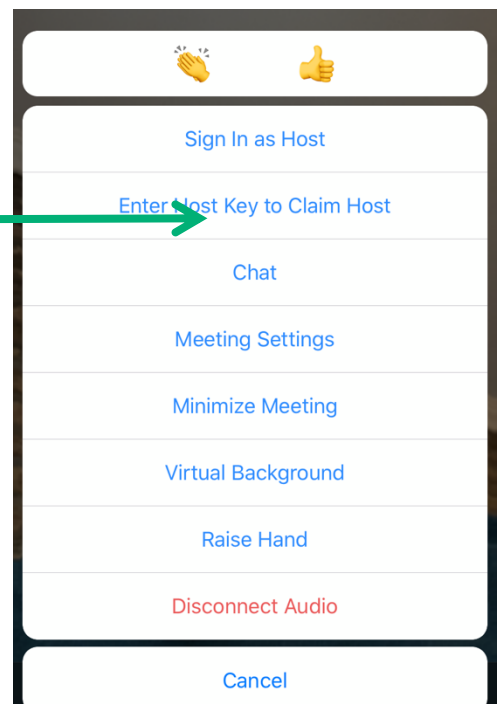 Sign In as Host
Enter Host Key to Claim Host
Chat
Meeting Settings
Minimize Meeting
Virtual Background
Raise Hand
Disconnect Audio
Cancel